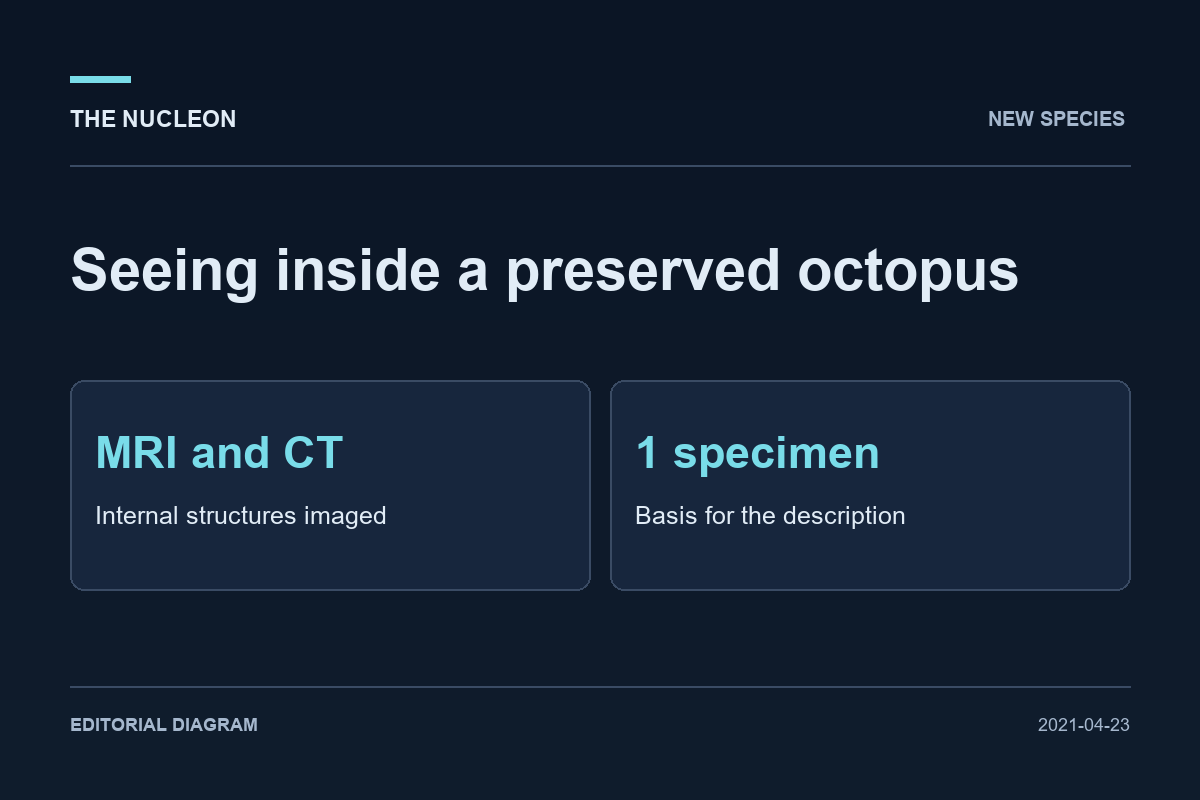 THE NUCLEON
NEW SPECIES
Seeing inside a preserved octopus
MRI and CT
Internal structures imaged
1 specimen
Basis for the description
EDITORIAL DIAGRAM
2021-04-23